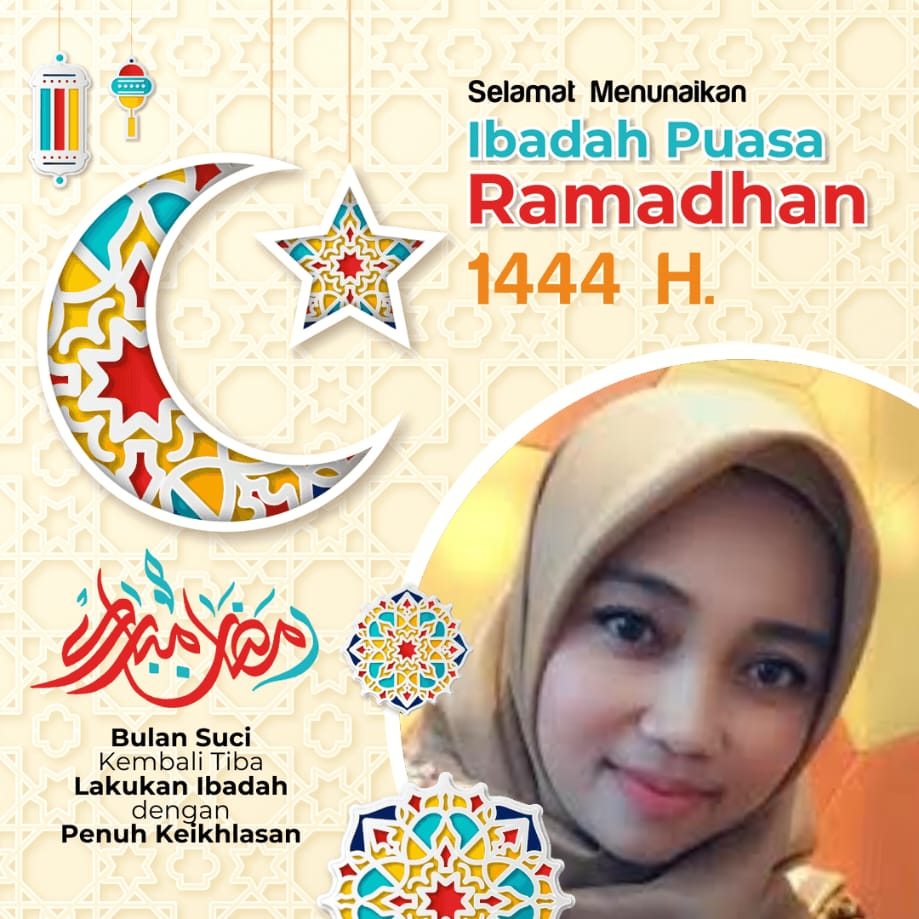 Selamat Menunaikan
Ibadah Puasa
Ramadhan
1444 H.
رمضان مبارك
Bulan Suci
Kembali Tiba
Lakukan Ibadah
dengan
Penuh Keikhlasan